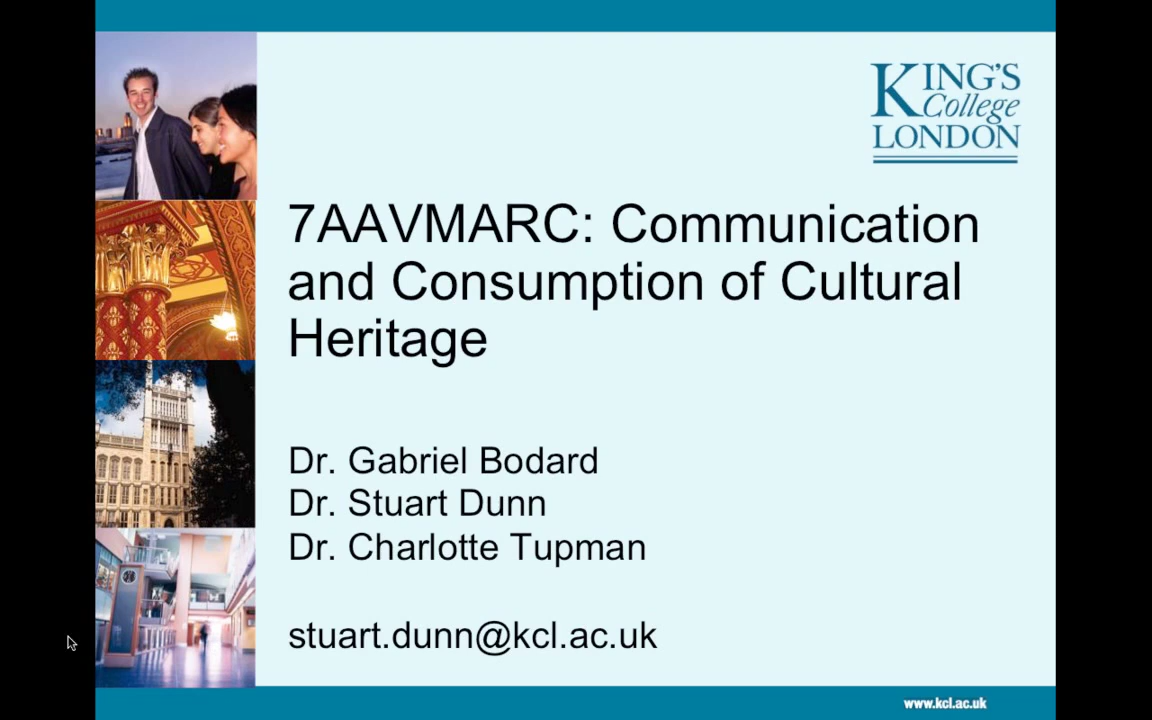 KING'S
College
LONDON
7AAVMARC: Communication
and Consumption of Cultural
Heritage
Dr. Gabriel Bodard
Dr. Stuart Dunn
Dr. Charlotte Tupman
stuart.dunn@kcl.ac.uk
www.kcl.ac.uk